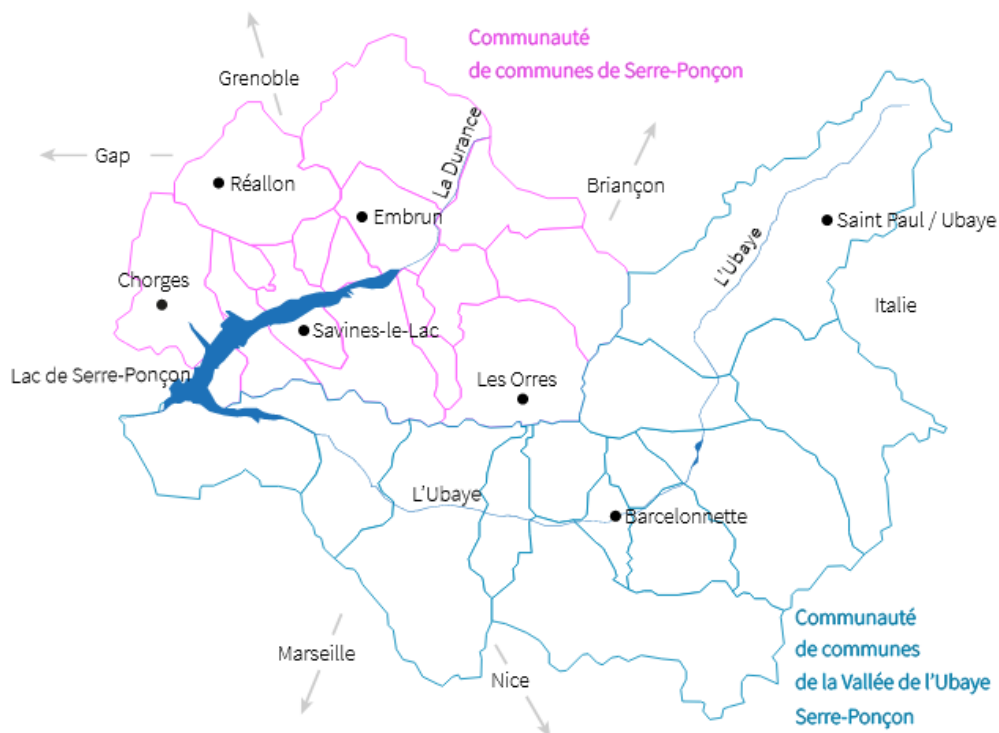 Communauté
de communes de Serre-Ponçon
Grenoble
Gap
La Durance
Réallon
Briançon
Embrun
Saint Paul / Ubaye
L'Ubaye
Chorges
Italie
Savines-le-Lac
Lac de Serre-Ponçon
Les Orres
L'Ubaye
Barcelonnette
Communauté
de communes
de la Vallée de l'Ubaye
Serre-Ponçon
Marseille
Nice